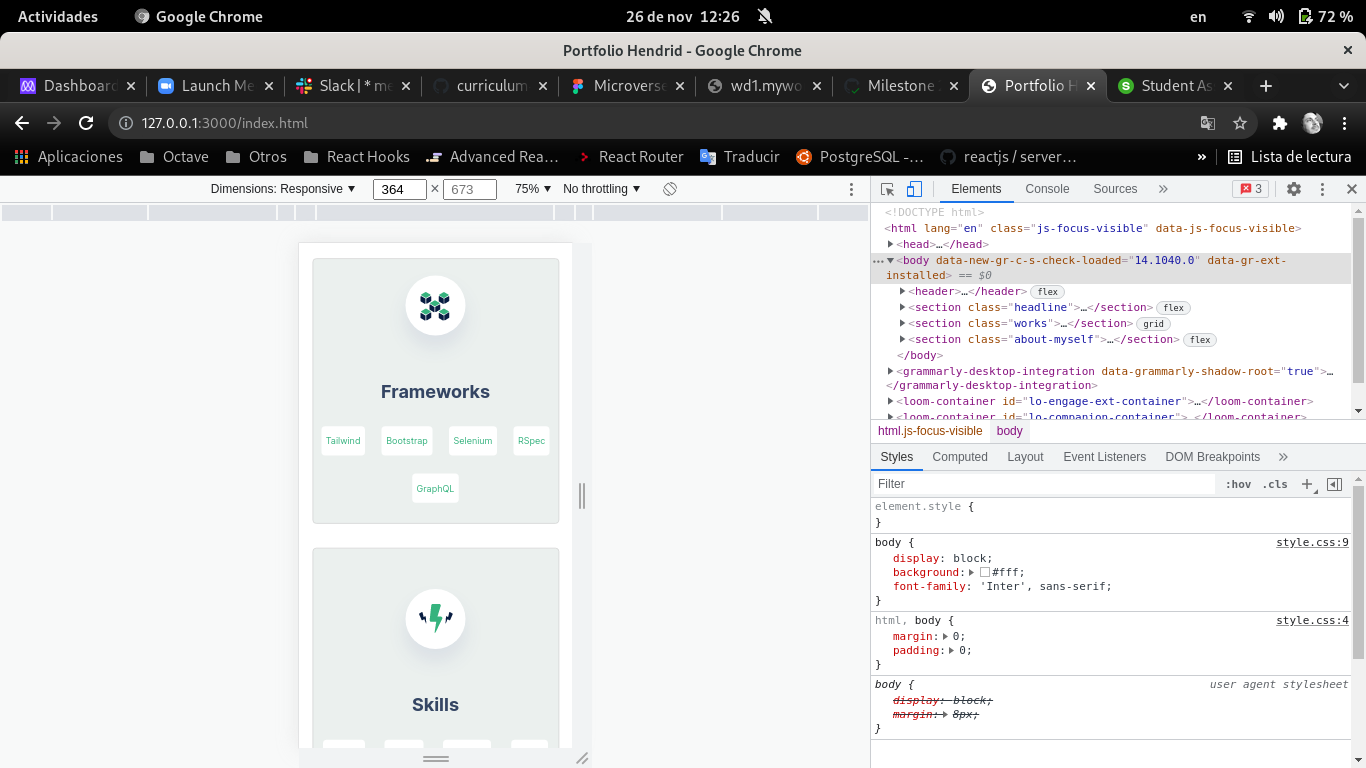 Actividades Google Chrome 26 de nov 12:26 en 72 %
Portfolio Hendrid - Google Chrome
Dashboard Launch Me Slack | * me curriculum Microverse wd1.mywo Milestone Portfolio H Student As
127.0.0.1:3000/index.html
Aplicaciones Octave Otros React Hooks Advanced Rea… React Router Traducir PostgreSQL -… reactjs / server… » Lista de lectura
Dimensions: Responsive 364 × 673 75% No throttling Elements Console Sources » 3
<!DOCTYPE html>
<html lang="en" class="js-focus-visible" data-js-focus-visible>
<head>…</head>
<body data-new-gr-c-s-check-loaded="14.1040.0" data-gr-ext-
installed> == $0
<header>…</header> flex
<section class="headline">…</section> flex
<section class="works">…</section> grid
<section class="about-myself">…</section> flex
</body>
<grammarly-desktop-integration data-grammarly-shadow-root="true">…
</grammarly-desktop-integration>
<loom-container id="lo-engage-ext-container">…</loom-container>
<loom-container id="lo-companion-container">…</loom-container>
html.js-focus-visible body
Styles Computed Layout Event Listeners DOM Breakpoints »
Filter :hov .cls +
element.style {
}
body { style.css:9
display: block;
background: #fff;
font-family: 'Inter', sans-serif;
}
html, body { style.css:4
margin: 0;
padding: 0;
}
body { user agent stylesheet
display: block;
margin: 8px;
}
Frameworks
Tailwind Bootstrap Selenium RSpec
GraphQL
Skills